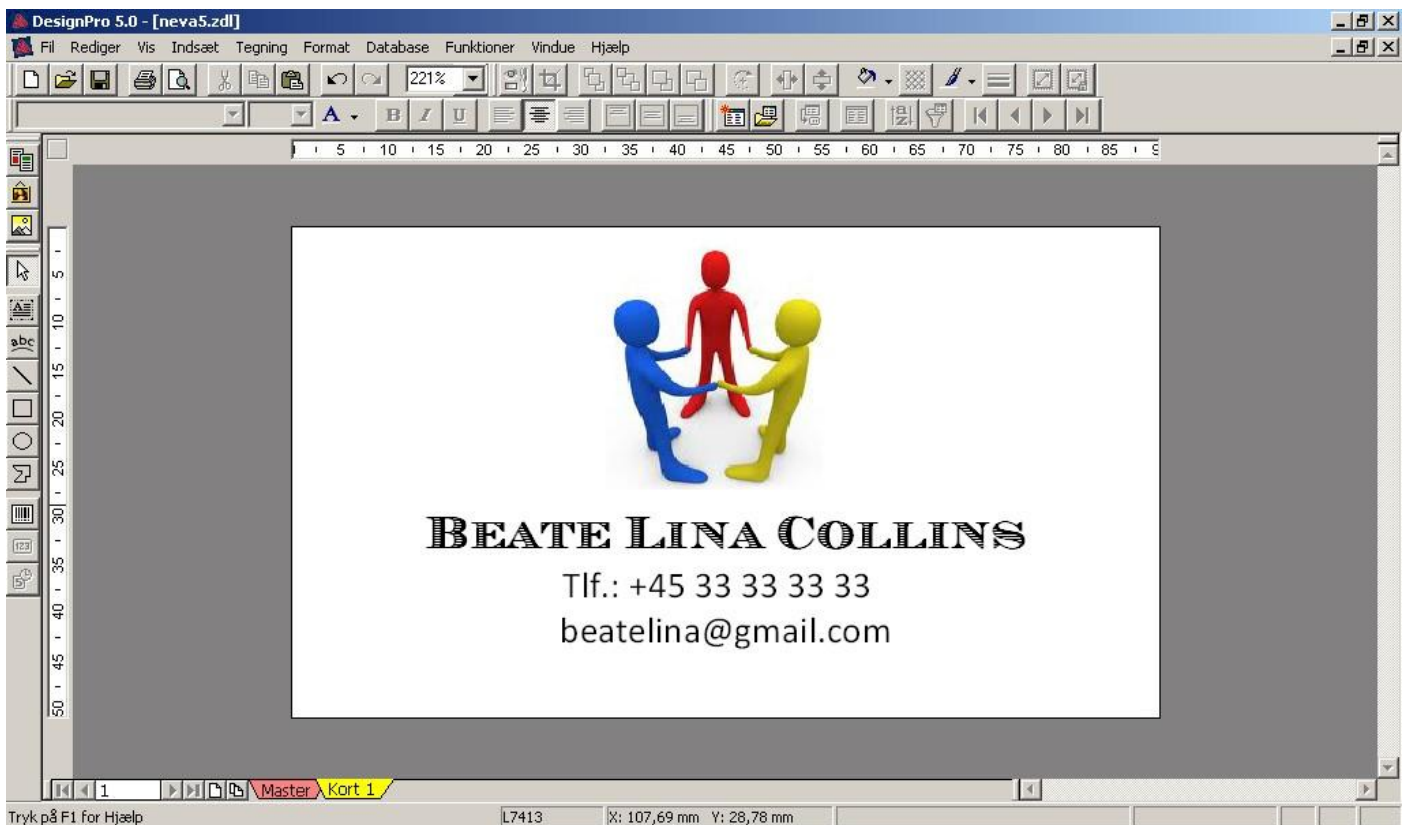 DesignPro 5.0 - [neva5.zdl]
Fil Rediger Vis Indsæt Tegning Format Database Funktioner Vindue Hjælp
221%
A B I U
5 10 15 20 25 30 35 40 45 50 55 60 65 70 75 80 85 9
abc
123
5 10 15 20 25 30 35 40 45 50
BEATE LINA COLLINS
Tlf.: +45 33 33 33 33
beatelina@gmail.com
1 Master Kort 1
Tryk på F1 for Hjælp L7413 X: 107,69 mm Y: 28,78 mm